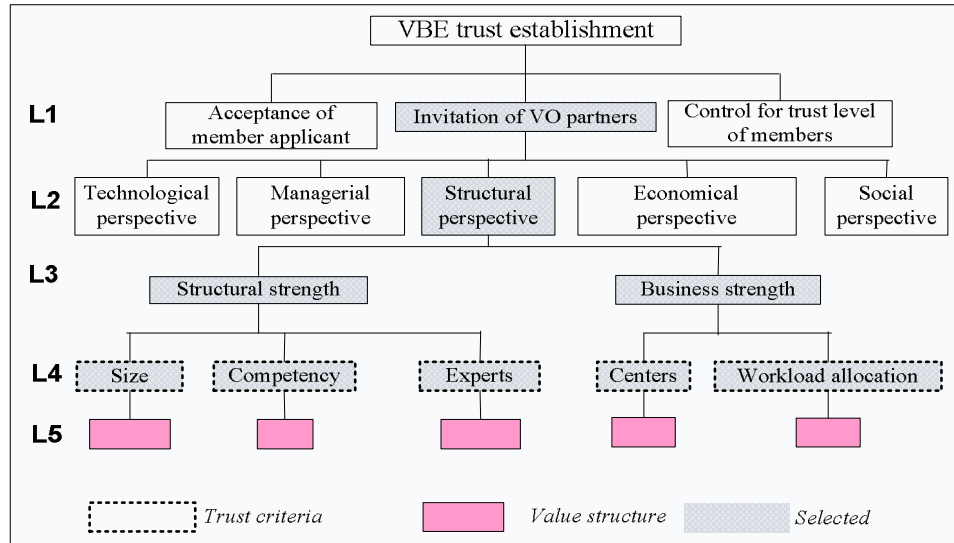 VBE trust establishment
L1
Acceptance of
member applicant
Invitation of VO partners
Control for trust level
of members
L2
Technological
perspective
Managerial
perspective
Structural
perspective
Economical
perspective
Social
perspective
L3
Structural strength
Business strength
L4
Size
Competency
Experts
Centers
Workload allocation
L5
Trust criteria
Value structure
Selected